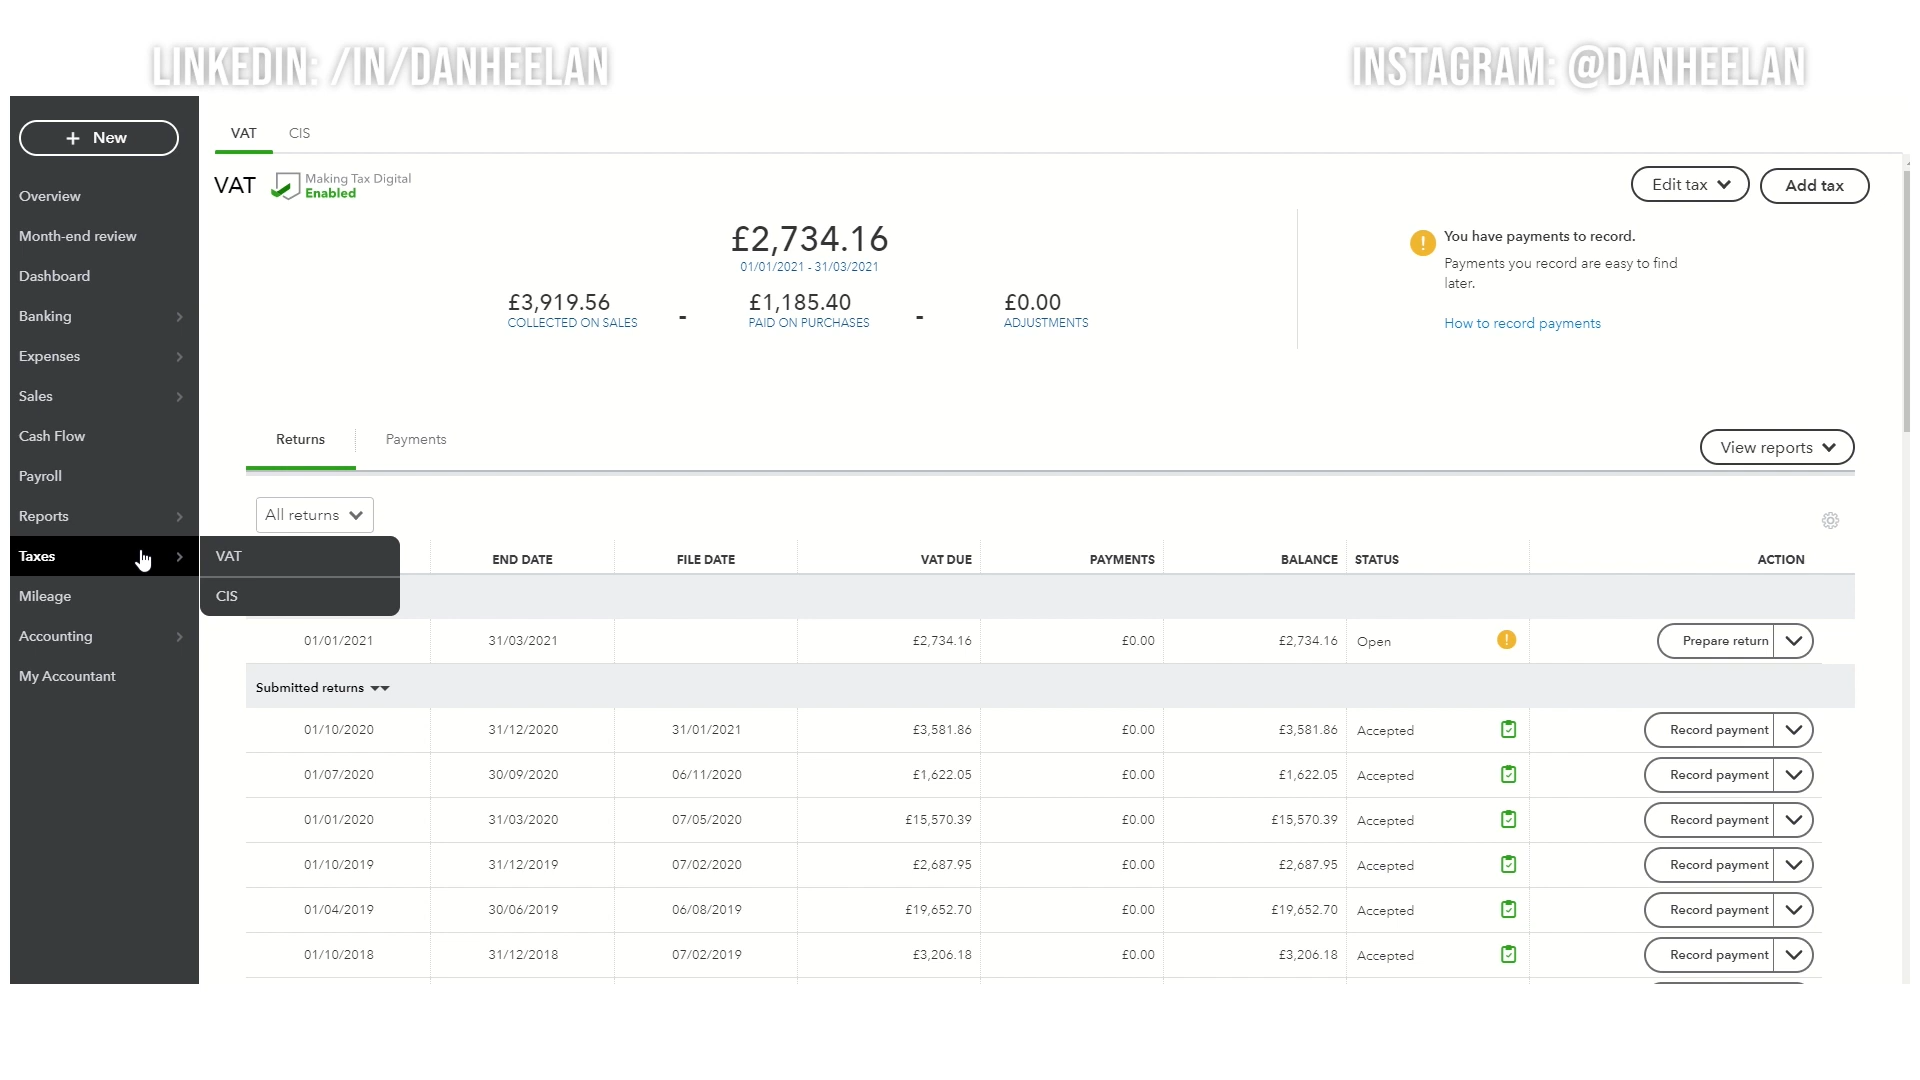 LINKEDIN: /IN/DANHEELAN
INSTAGRAM: @DANHEELAN
+ New
Overview
Month-end review
Dashboard
Banking
Expenses
Sales
Cash Flow
Payroll
Reports
Taxes
Mileage
Accounting
My Accountant
VAT
CIS
VAT CIS
VAT Making Tax Digital
Enabled
Edit tax
Add tax
£2,734.16
01/01/2021 - 31/03/2021
£3,919.56 - £1,185.40 - £0.00
COLLECTED ON SALES PAID ON PURCHASES ADJUSTMENTS
! You have payments to record.
Payments you record are easy to find
later.
How to record payments
Returns Payments
View reports
All returns
END DATE FILE DATE VAT DUE PAYMENTS BALANCE STATUS ACTION
01/01/2021 31/03/2021 £2,734.16 £0.00 £2,734.16 Open ! Prepare return
Submitted returns
01/10/2020 31/12/2020 31/01/2021 £3,581.86 £0.00 £3,581.86 Accepted Record payment
01/07/2020 30/09/2020 06/11/2020 £1,622.05 £0.00 £1,622.05 Accepted Record payment
01/01/2020 31/03/2020 07/05/2020 £15,570.39 £0.00 £15,570.39 Accepted Record payment
01/10/2019 31/12/2019 07/02/2020 £2,687.95 £0.00 £2,687.95 Accepted Record payment
01/04/2019 30/06/2019 06/08/2019 £19,652.70 £0.00 £19,652.70 Accepted Record payment
01/10/2018 31/12/2018 07/02/2019 £3,206.18 £0.00 £3,206.18 Accepted Record payment